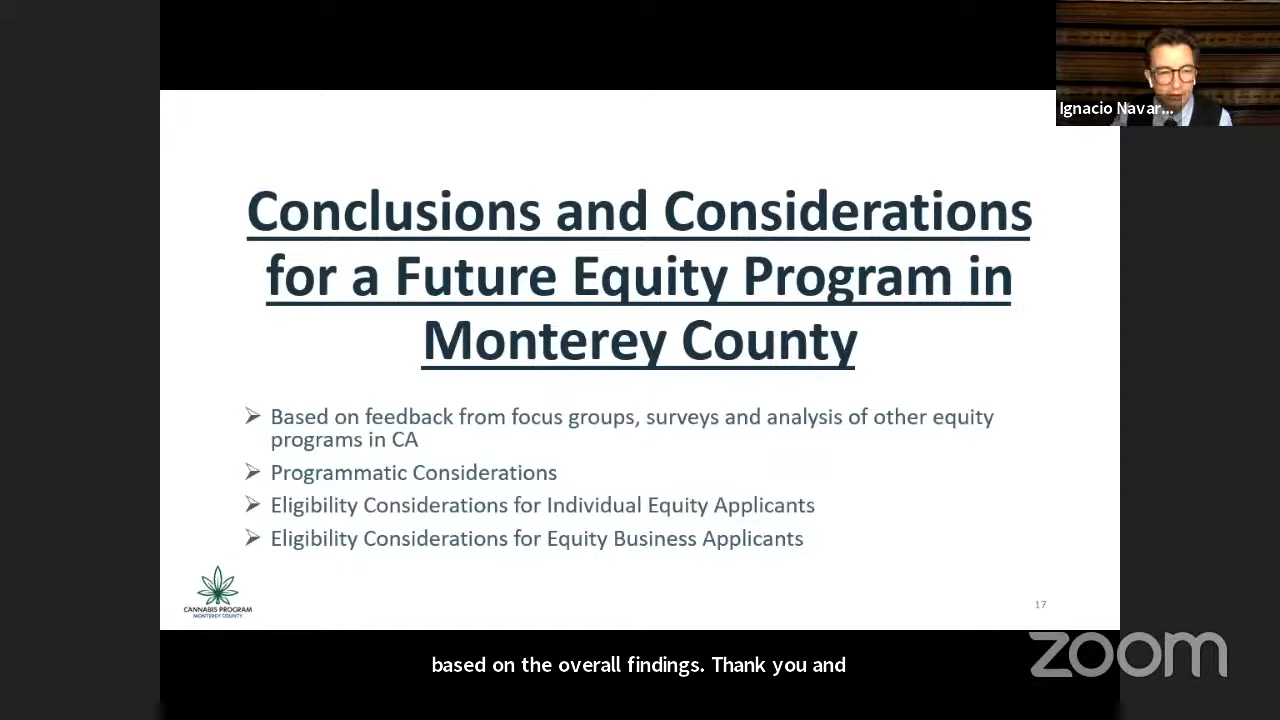 Ignacio Navar...
Conclusions and Considerations
for a Future Equity Program in
Monterey County
➢ Based on feedback from focus groups, surveys and analysis of other equity
programs in CA
➢ Programmatic Considerations
➢ Eligibility Considerations for Individual Equity Applicants
➢ Eligibility Considerations for Equity Business Applicants
CANNABIS PROGRAM
MONTEREY COUNTY
17
zoom
based on the overall findings. Thank you and